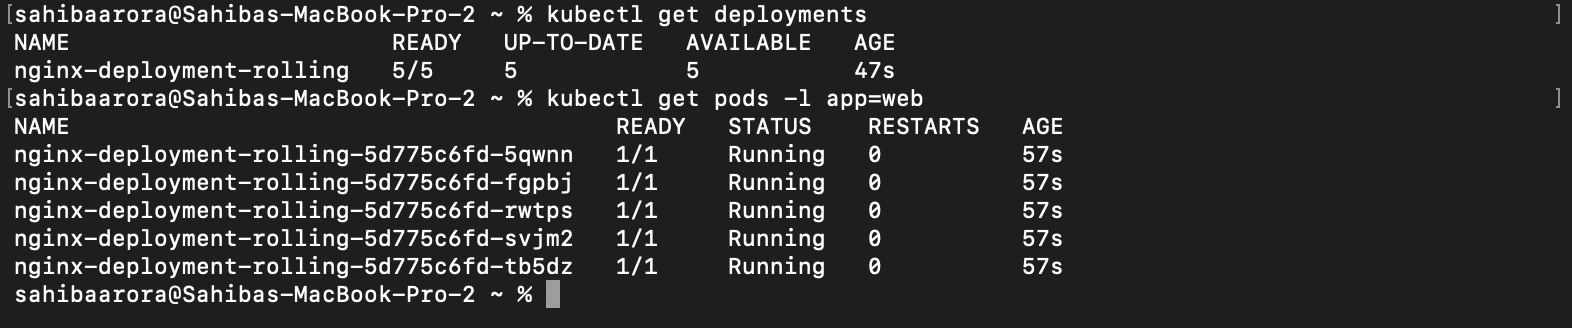 [sahibaarora@Sahibas-MacBook-Pro-2 ~ % kubectl get deployments ]
NAME READY UP-TO-DATE AVAILABLE AGE
nginx-deployment-rolling 5/5 5 5 47s
[sahibaarora@Sahibas-MacBook-Pro-2 ~ % kubectl get pods -l app=web ]
NAME READY STATUS RESTARTS AGE
nginx-deployment-rolling-5d775c6fd-5qwnn 1/1 Running 0 57s
nginx-deployment-rolling-5d775c6fd-fgpbj 1/1 Running 0 57s
nginx-deployment-rolling-5d775c6fd-rwtps 1/1 Running 0 57s
nginx-deployment-rolling-5d775c6fd-svjm2 1/1 Running 0 57s
nginx-deployment-rolling-5d775c6fd-tb5dz 1/1 Running 0 57s
sahibaarora@Sahibas-MacBook-Pro-2 ~ %